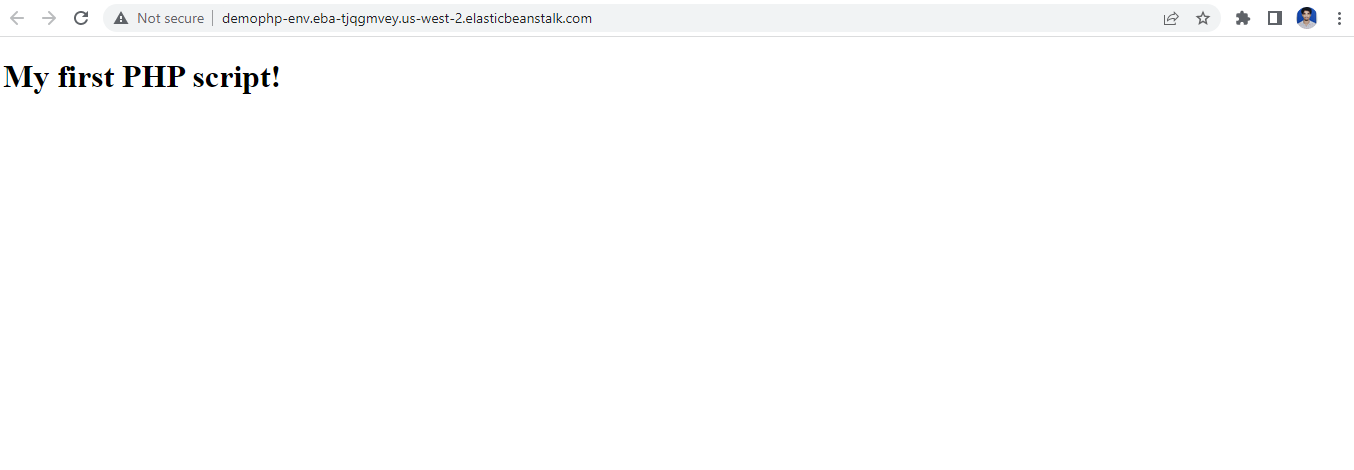 Not secure
demophp-env.eba-tjqgmvey.us-west-2.elasticbeanstalk.com
My first PHP script!